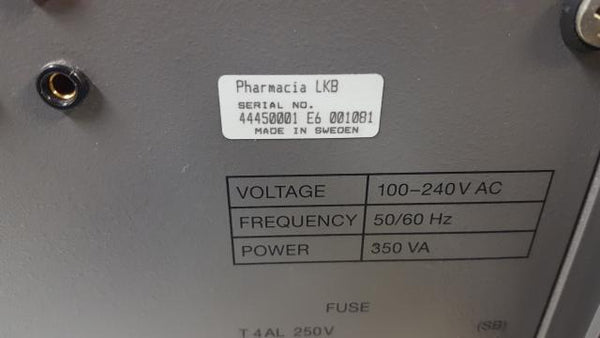 Pharmacia LKB
SERIAL NO.
44450001 E6 001081
MADE IN SWEDEN
VOLTAGE 100–240V AC
FREQUENCY 50/60 Hz
POWER 350 VA
FUSE
T 4AL 250V (SB)